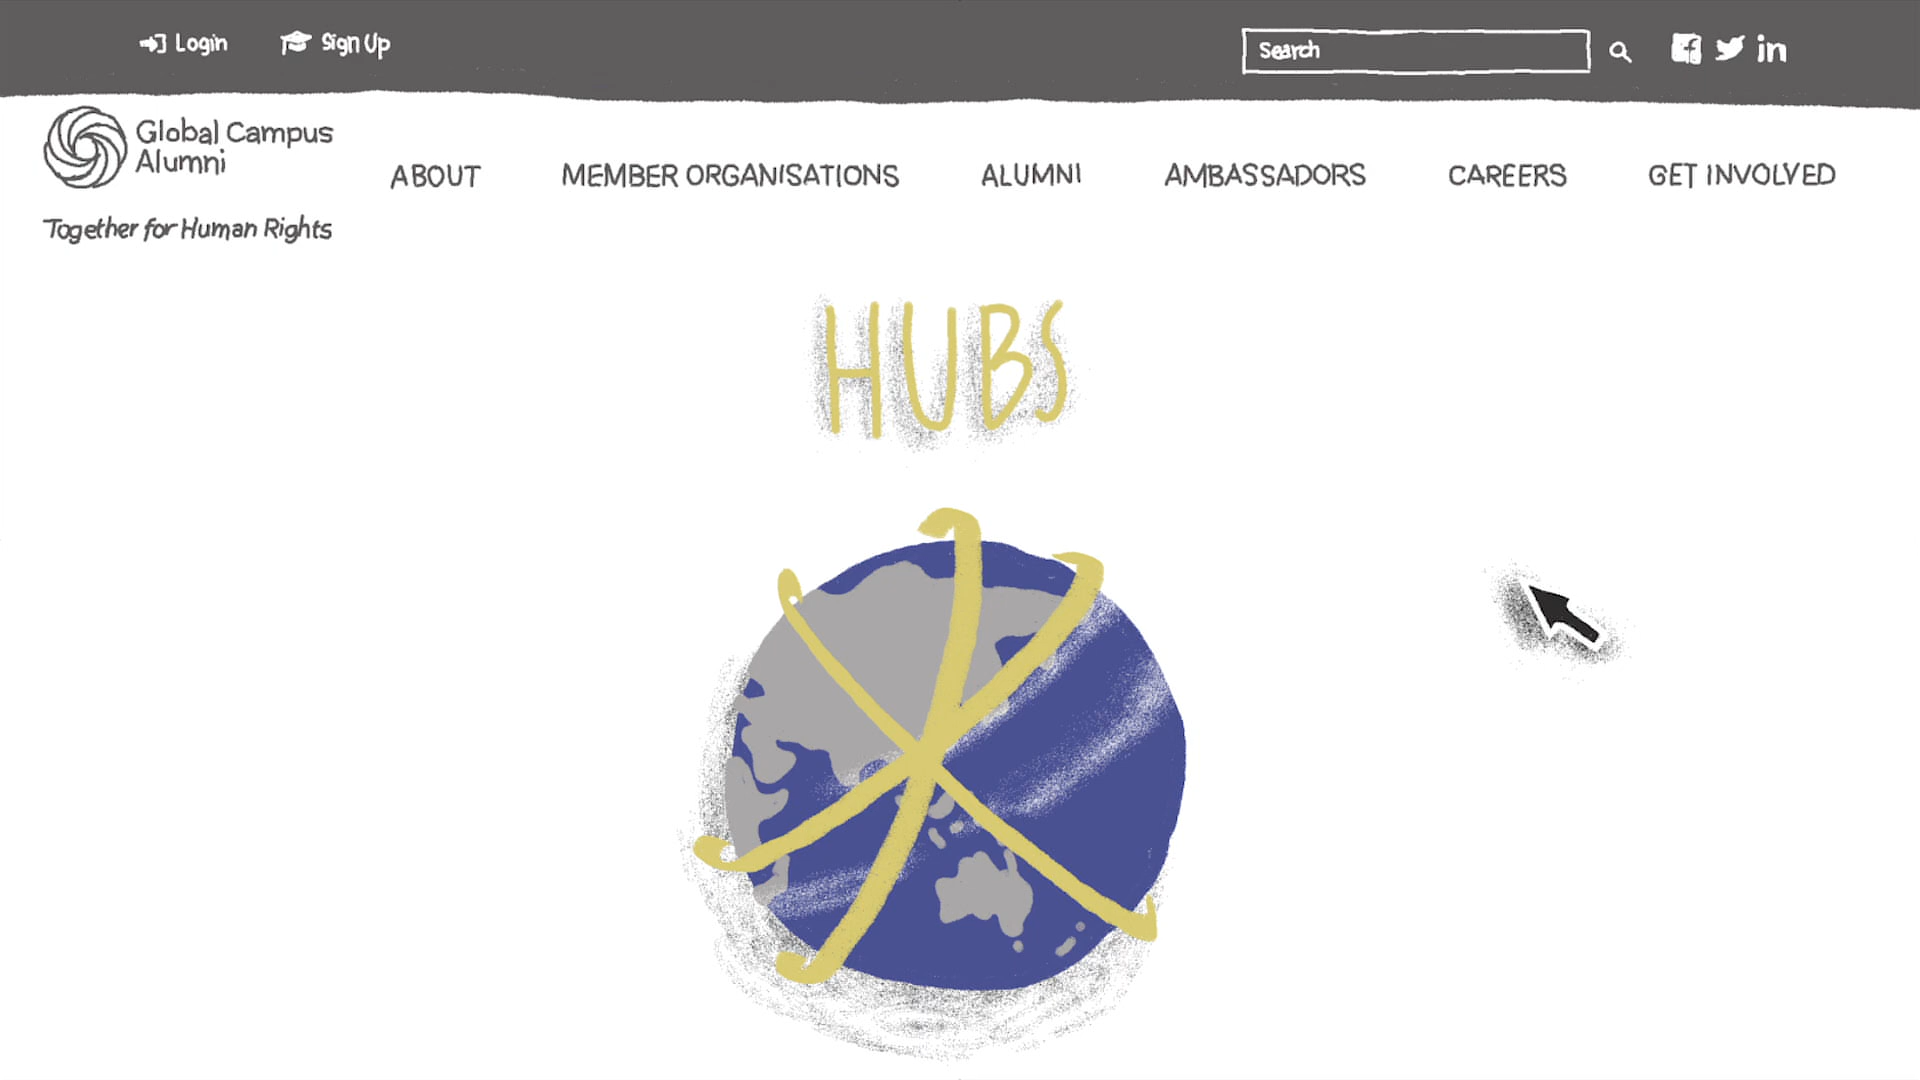 Login
Sign Up
Search
Global Campus
Alumni
Together for Human Rights
ABOUT
MEMBER ORGANISATIONS
ALUMNI
AMBASSADORS
CAREERS
GET INVOLVED
HUBS